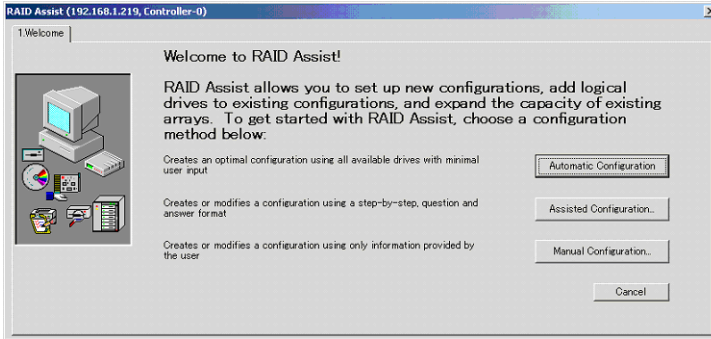 RAID Assist (192.168.1.219, Controller-0)
1.Welcome
Welcome to RAID Assist!
RAID Assist allows you to set up new configurations, add logical
drives to existing configurations, and expand the capacity of existing
arrays. To get started with RAID Assist, choose a configuration
method below:
Creates an optimal configuration using all available drives with minimal
user input
Automatic Configuration
Creates or modifies a configuration using a step-by-step, question and
answer format
Assisted Configuration...
Creates or modifies a configuration using only information provided by
the user
Manual Configuration...
Cancel